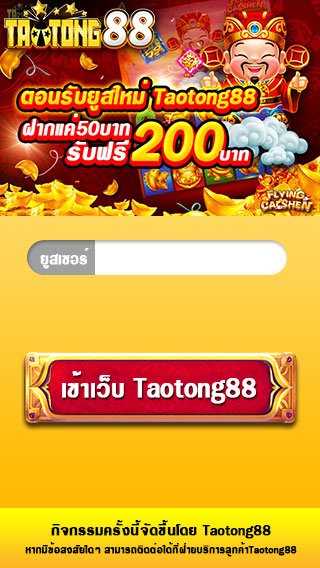 TAOTONG88
ตอนรับยูสใหม่ Taotong88
ฝากแค่50บาท
รับฟรี 200บาท
FLYING
CAISHEN
ยูสเซอร์
เข้าเว็บ Taotong88
กิจกรรมครั้งนี้จัดขึ้นโดย Taotong88
หากมีข้อสงสัยใดๆ สามารถติดต่อได้ที่ฝ่ายบริการลูกค้าTaotong88